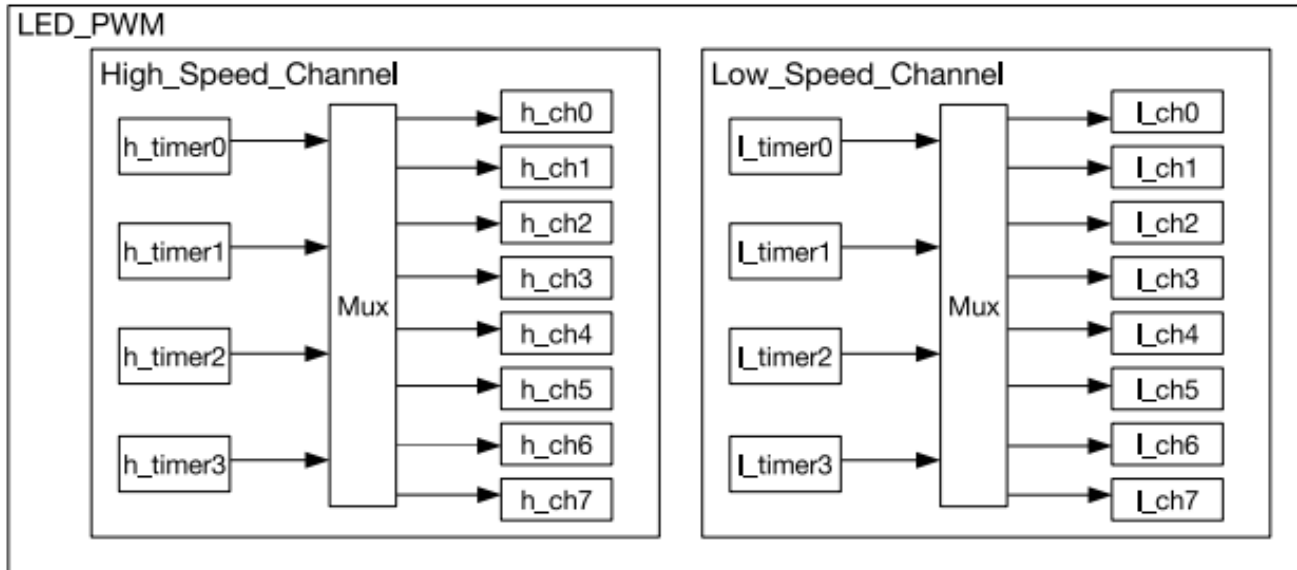 LED_PWM
High_Speed_Channel
h_timer0
h_timer1
h_timer2
h_timer3
Mux
h_ch0
h_ch1
h_ch2
h_ch3
h_ch4
h_ch5
h_ch6
h_ch7
Low_Speed_Channel
l_timer0
l_timer1
l_timer2
l_timer3
Mux
l_ch0
l_ch1
l_ch2
l_ch3
l_ch4
l_ch5
l_ch6
l_ch7